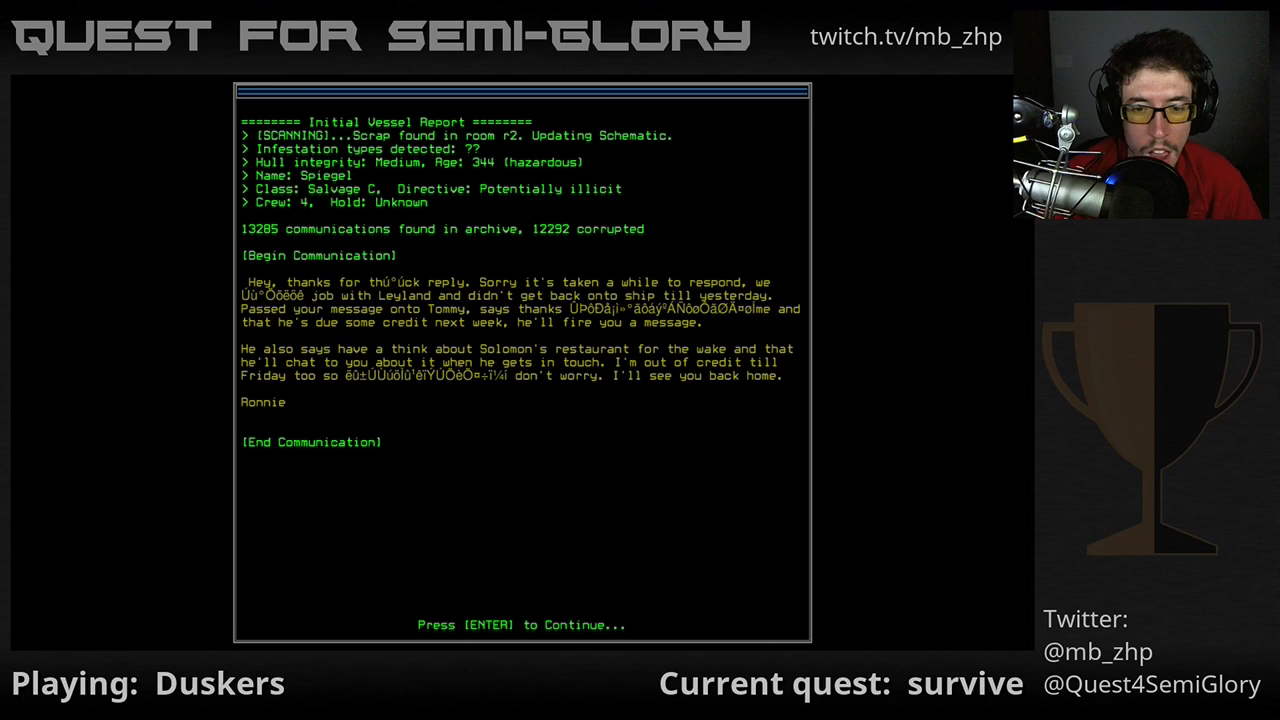 QUEST FOR SEMI-GLORY
twitch.tv/mb_zhp
======== Initial Vessel Report ========
> [SCANNING]...Scrap found in room r2. Updating Schematic.
> Infestation types detected: ??
> Hull integrity: Medium, Age: 344 (hazardous)
> Name: Spiegel
> Class: Salvage C, Directive: Potentially illicit
> Crew: 4, Hold: Unknown
13285 communications found in archive, 12292 corrupted
[Begin Communication]
Hey, thanks for reply. Sorry it's taken a while to respond, we
job with Leyland and didn't get back onto ship till yesterday.
Passed your message onto Tommy, says thanks and
that he's due some credit next week, he'll fire you a message.
He also says have a think about Solomon's restaurant for the wake and that
he'll chat to you about it when he gets in touch. I'm out of credit till
Friday too so don't worry. I'll see you back home.
Ronnie
[End Communication]
Press [ENTER] to Continue...
Playing: Duskers
Current quest: survive
Twitter:
@mb_zhp
@Quest4SemiGlory